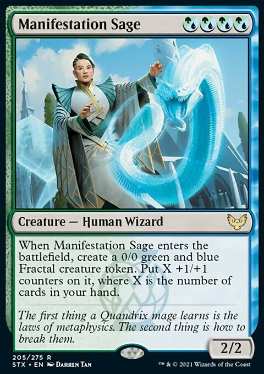 Manifestation Sage
Creature — Human Wizard
When Manifestation Sage enters the
battlefield, create a 0/0 green and blue
Fractal creature token. Put X +1/+1
counters on it, where X is the number of
cards in your hand.
The first thing a Quandrix mage learns is the
laws of metaphysics. The second thing is how to
break them.
2/2
205/275 R
STX • EN DARREN TAN
™ & © 2021 Wizards of the Coast